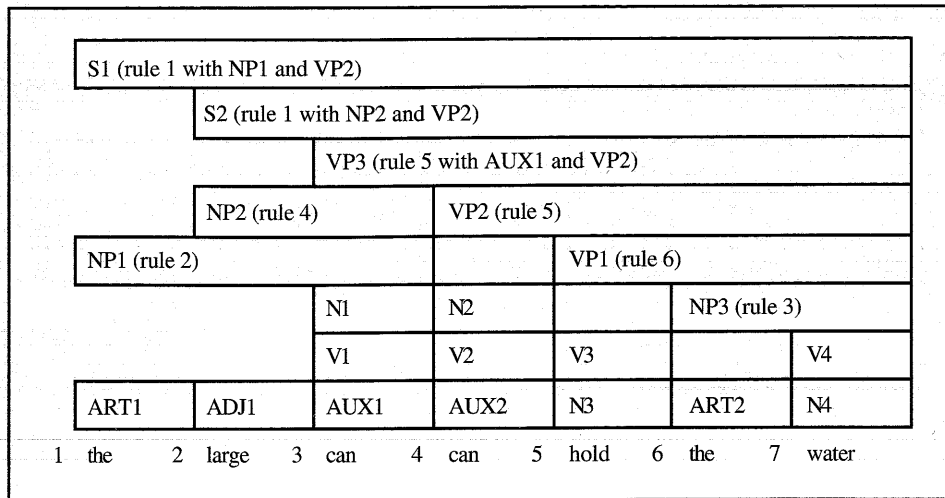 S1 (rule 1 with NP1 and VP2)
S2 (rule 1 with NP2 and VP2)
VP3 (rule 5 with AUX1 and VP2)
NP2 (rule 4) VP2 (rule 5)
NP1 (rule 2) VP1 (rule 6)
N1 N2 NP3 (rule 3)
V1 V2 V3 V4
ART1 ADJ1 AUX1 AUX2 N3 ART2 N4
1 the 2 large 3 can 4 can 5 hold 6 the 7 water